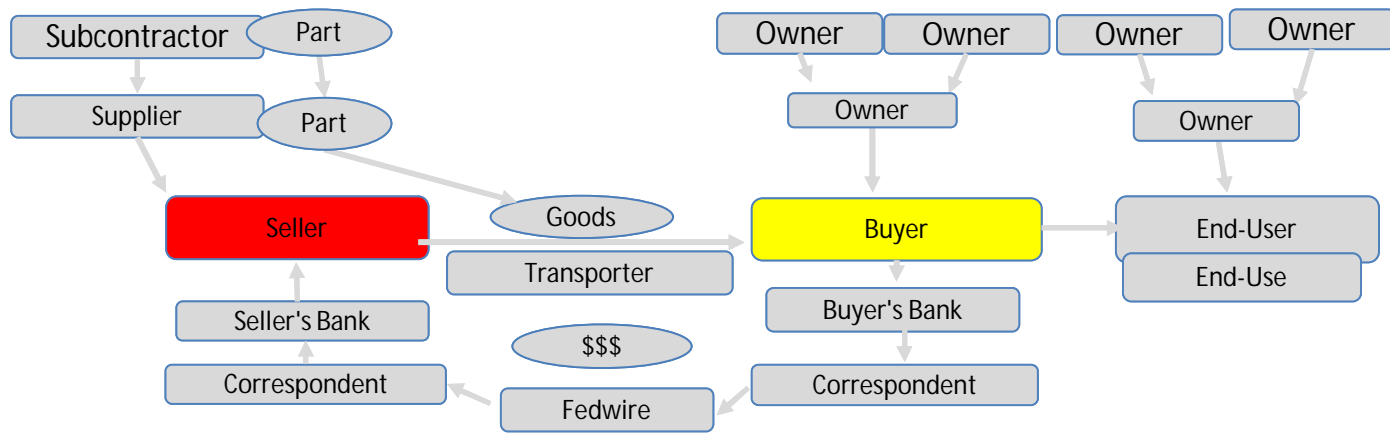 Subcontractor
Part
Owner
Owner
Owner
Owner
Supplier
Part
Owner
Owner
Seller
Goods
Buyer
End-User
Transporter
End-Use
Seller's Bank
$$$
Buyer's Bank
Correspondent
Fedwire
Correspondent